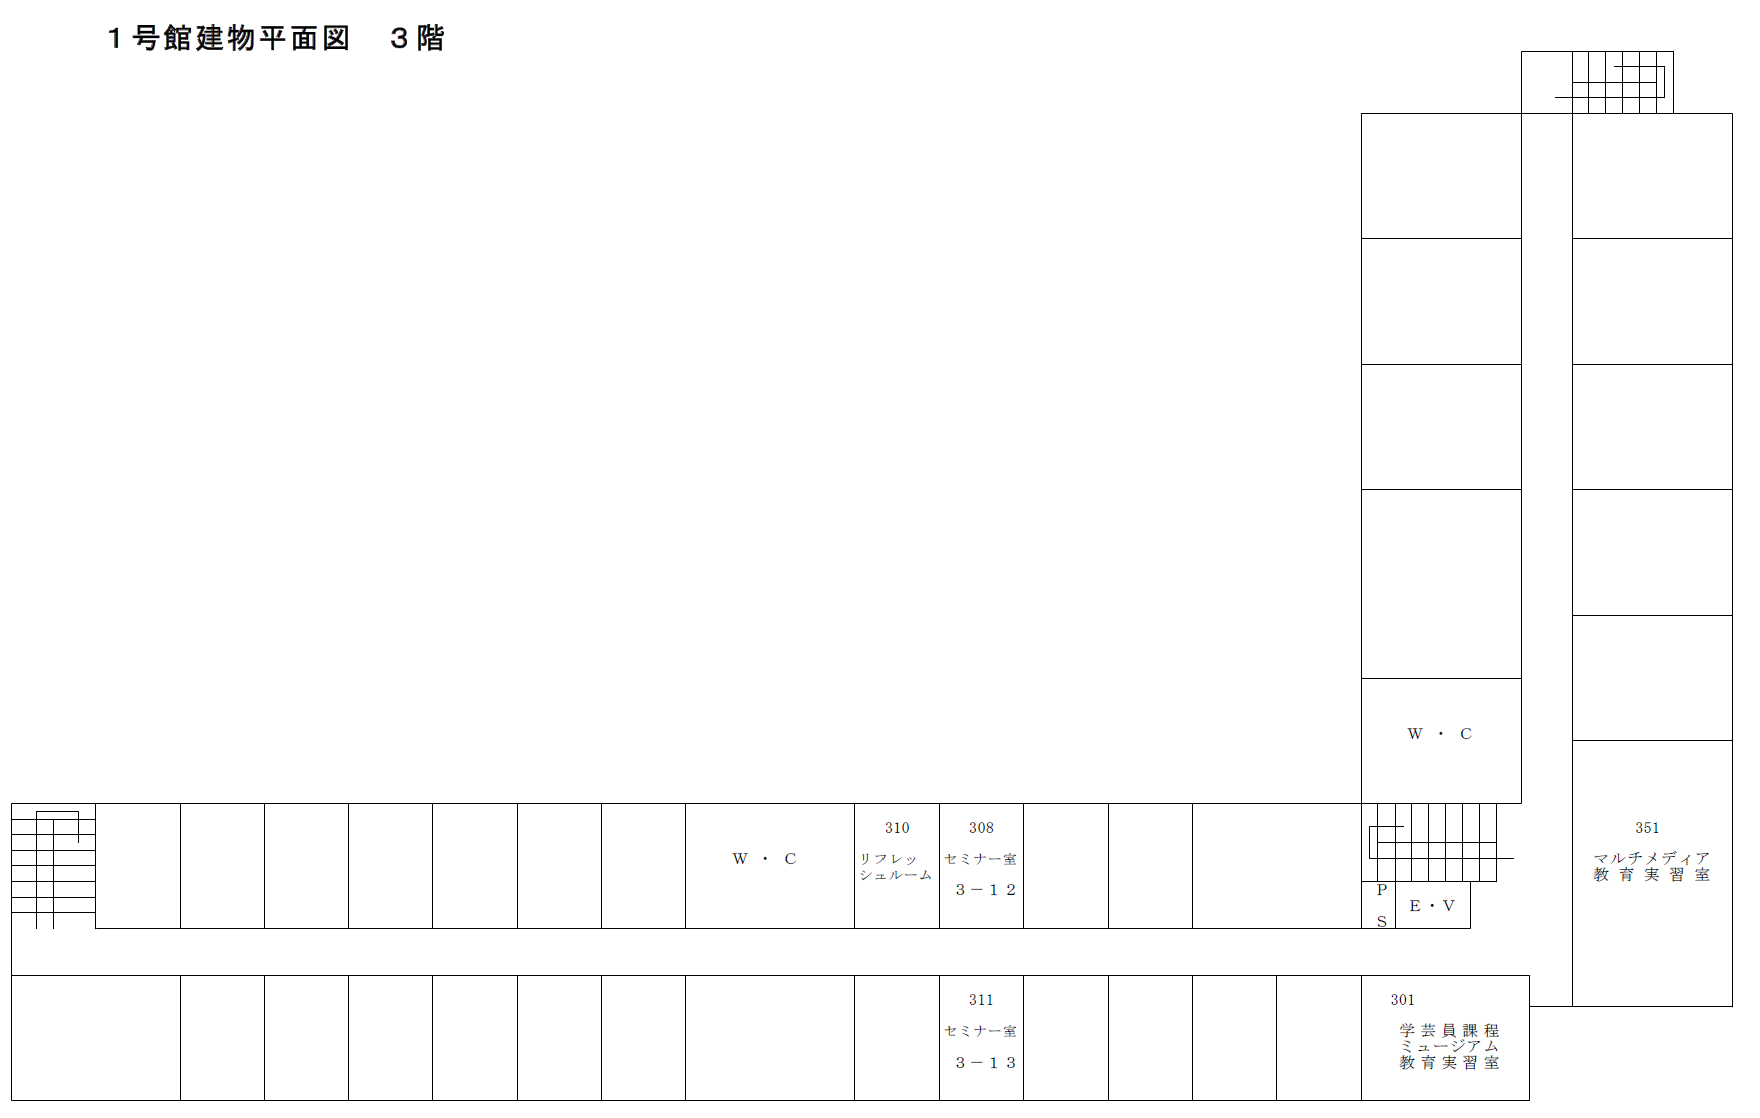 １号館建物平面図　３階
W ・ C
310
リフレッ
シュルーム
308
セミナー室
３－１２
W ・ C
P
S
E・V
351
マルチメディア
教育実習室
311
セミナー室
３－１３
301
学芸員課程
ミュージアム
教育実習室